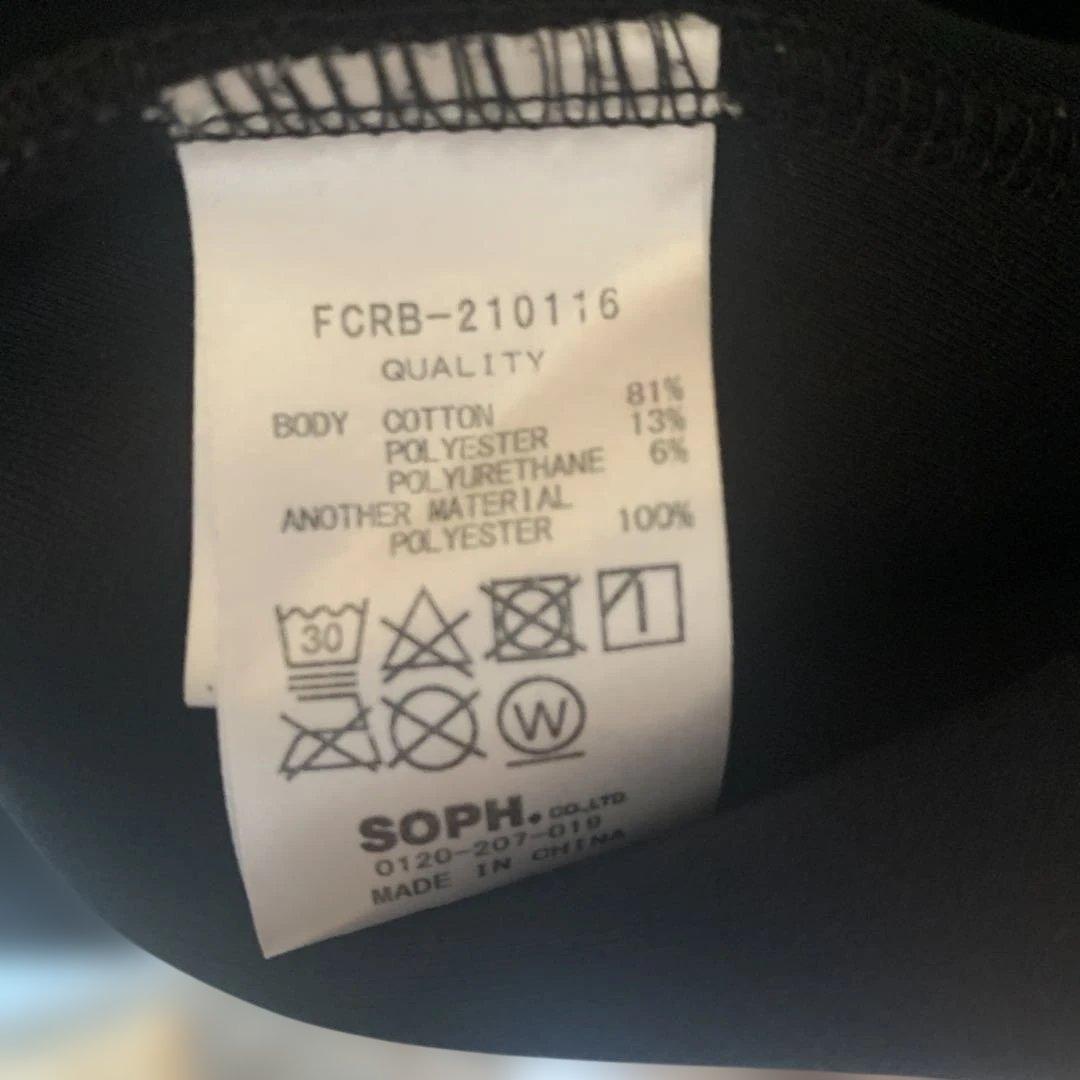 FCRB-210116
QUALITY
BODY COTTON 81%
POLYESTER 13%
POLYURETHANE 6%
ANOTHER MATERIAL
POLYESTER 100%
30
W
SOPH. CO.,LTD
0120-207-019
MADE IN CHINA